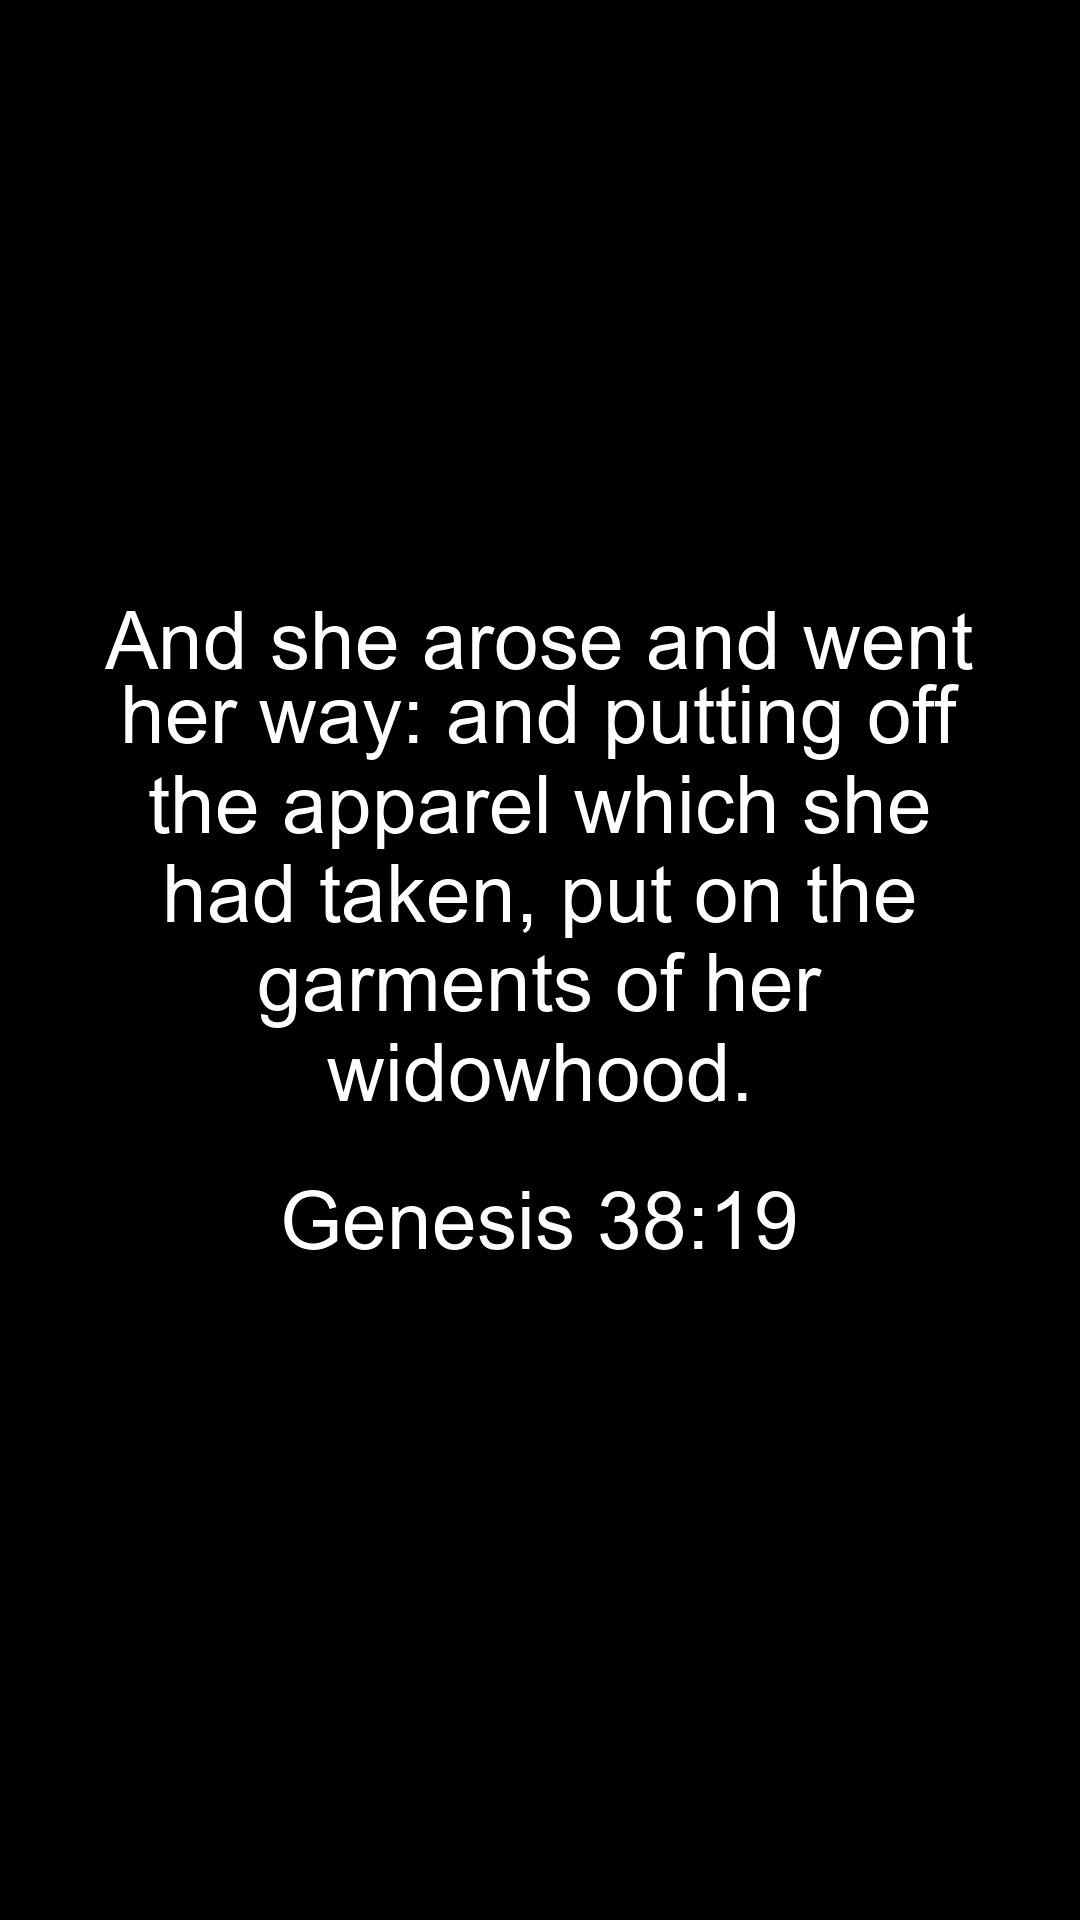 And she arose and went
her way: and putting off
the apparel which she
had taken, put on the
garments of her
widowhood.
Genesis 38:19